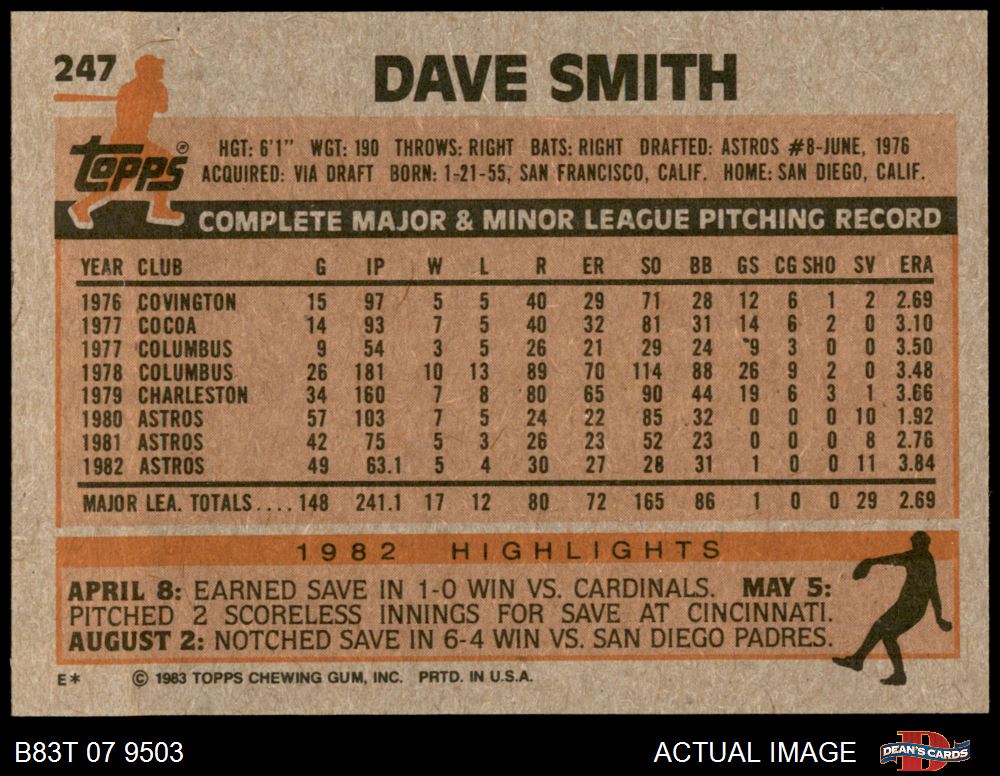 247
DAVE SMITH
TOPPS ®
HGT: 6'1" WGT: 190 THROWS: RIGHT BATS: RIGHT DRAFTED: ASTROS #8-JUNE, 1976
ACQUIRED: VIA DRAFT BORN: 1-21-55, SAN FRANCISCO, CALIF. HOME: SAN DIEGO, CALIF.
COMPLETE MAJOR & MINOR LEAGUE PITCHING RECORD
YEAR CLUB G IP W L R ER SO BB GS CG SHO SV ERA
1976 COVINGTON 15 97 5 5 40 29 71 28 12 6 1 2 2.69
1977 COCOA 14 93 7 5 40 32 81 31 14 6 2 0 3.10
1977 COLUMBUS 9 54 3 5 26 21 29 24 9 3 0 0 3.50
1978 COLUMBUS 26 181 10 13 89 70 114 88 26 9 2 0 3.48
1979 CHARLESTON 34 160 7 8 80 65 90 44 19 6 3 1 3.66
1980 ASTROS 57 103 7 5 24 22 85 32 0 0 0 10 1.92
1981 ASTROS 42 75 5 3 26 23 52 23 0 0 0 8 2.76
1982 ASTROS 49 63.1 5 4 30 27 28 31 1 0 0 11 3.84
MAJOR LEA. TOTALS.... 148 241.1 17 12 80 72 165 86 1 0 0 29 2.69
1982 HIGHLIGHTS
APRIL 8: EARNED SAVE IN 1-0 WIN VS. CARDINALS. MAY 5:
PITCHED 2 SCORELESS INNINGS FOR SAVE AT CINCINNATI.
AUGUST 2: NOTCHED SAVE IN 6-4 WIN VS. SAN DIEGO PADRES.
E* © 1983 TOPPS CHEWING GUM, INC. PRTD. IN U.S.A.
B83T 07 9503 ACTUAL IMAGE DEAN'S CARDS